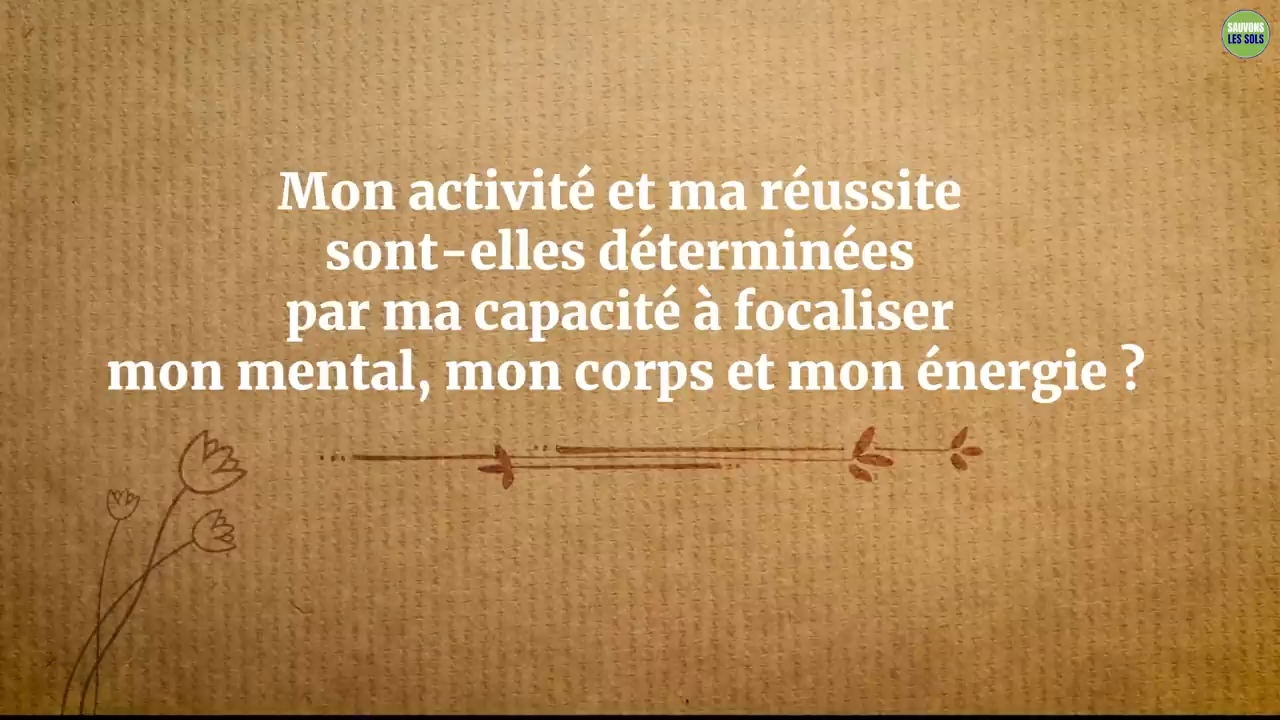 SAUVONS
LES SOLS
Mon activité et ma réussite
sont-elles déterminées
par ma capacité à focaliser
mon mental, mon corps et mon énergie ?